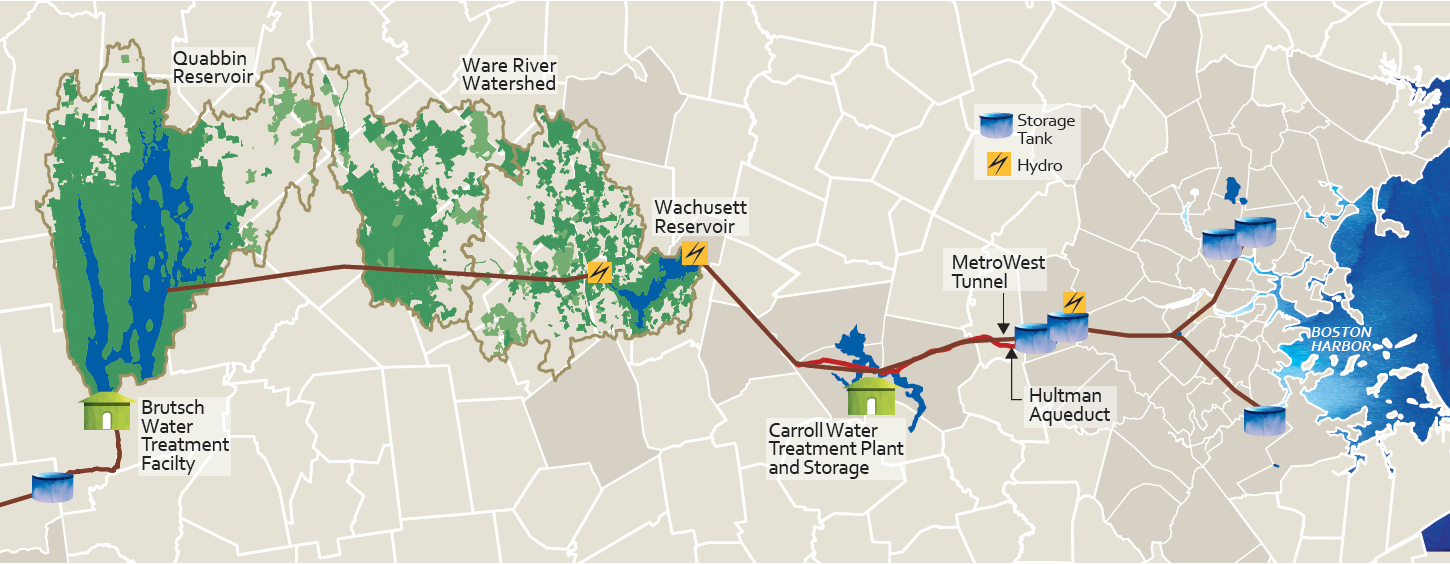 Quabbin
Reservoir
Ware River
Watershed
Storage
Tank
Hydro
Wachusett
Reservoir
MetroWest
Tunnel
BOSTON
HARBOR
Hultman
Aqueduct
Brutsch
Water
Treatment
Facilty
Carroll Water
Treatment Plant
and Storage